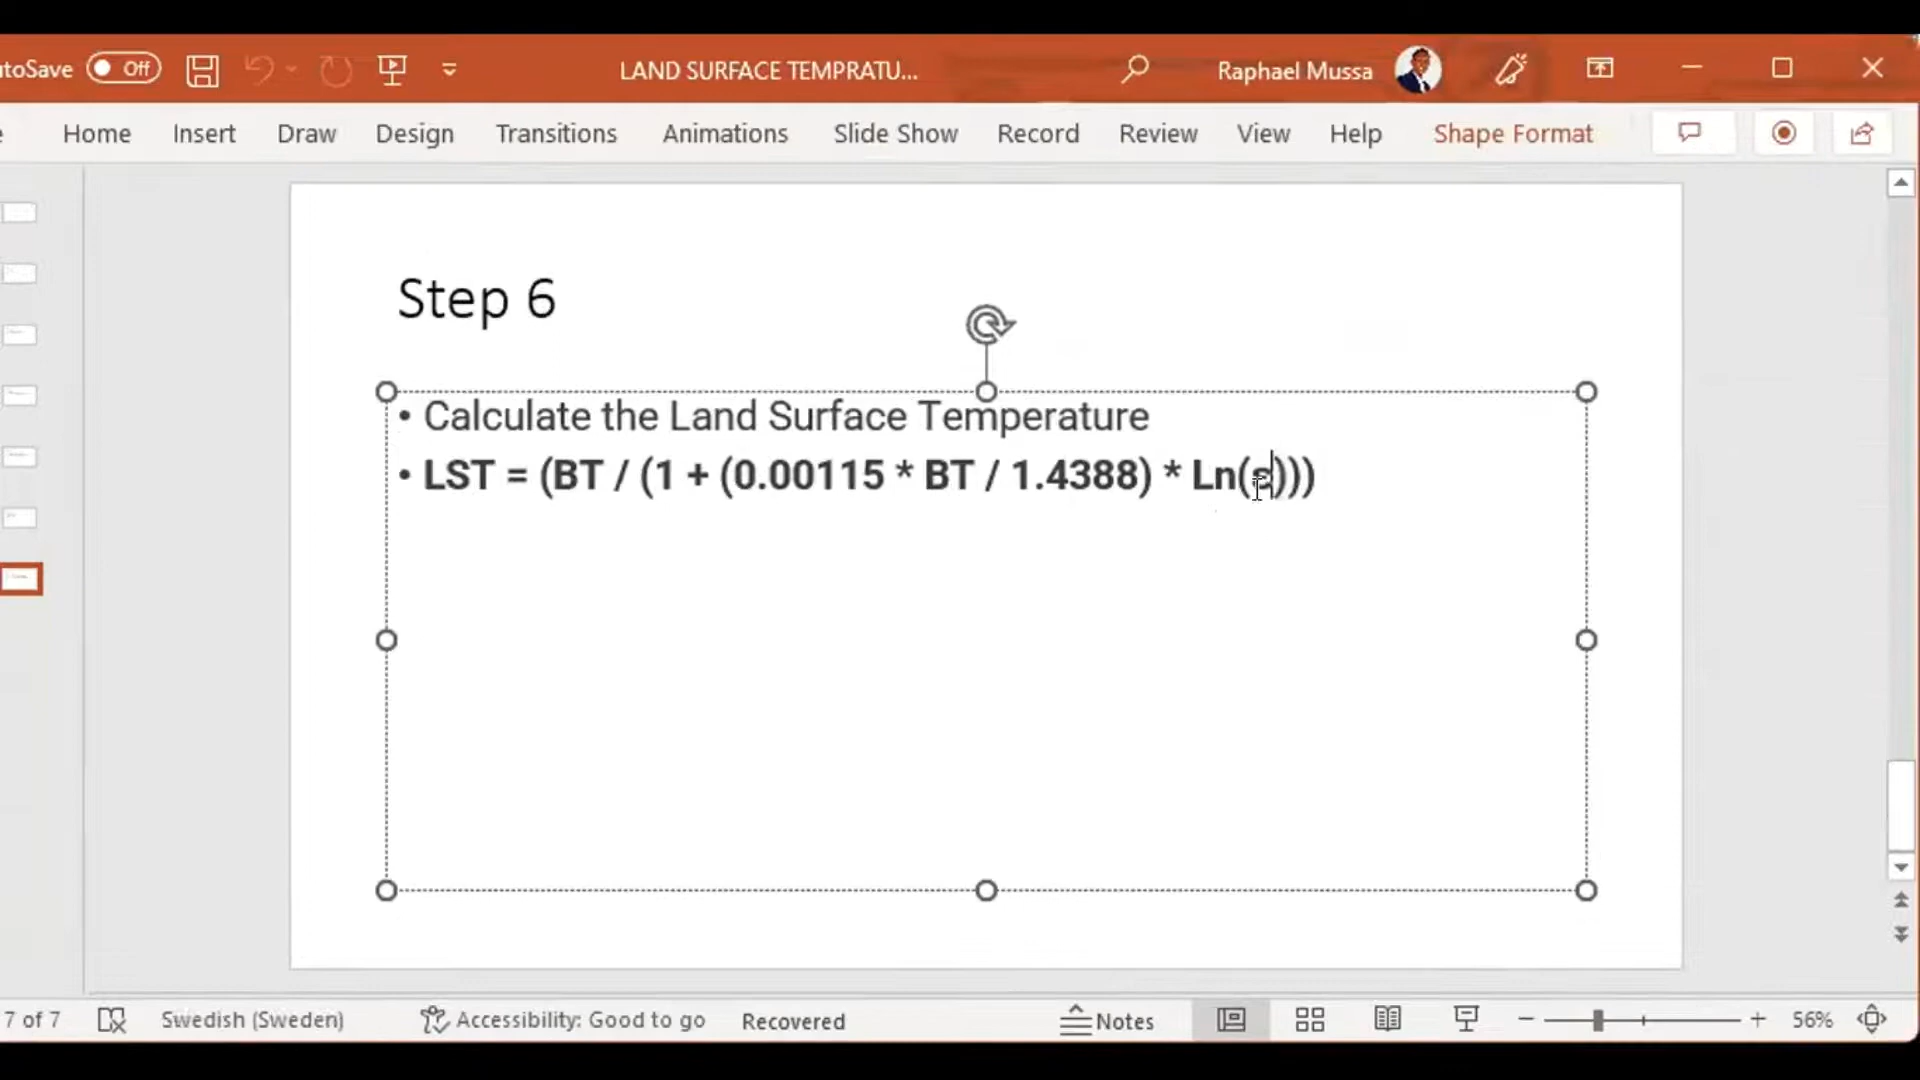 utoSave Off LAND SURFACE TEMPRATU... Raphael Mussa
Home Insert Draw Design Transitions Animations Slide Show Record Review View Help Shape Format
Step 6
• Calculate the Land Surface Temperature
• LST = (BT / (1 + (0.00115 * BT / 1.4388) * Ln(ε)))
7 of 7 Swedish (Sweden) Accessibility: Good to go Recovered Notes 56%